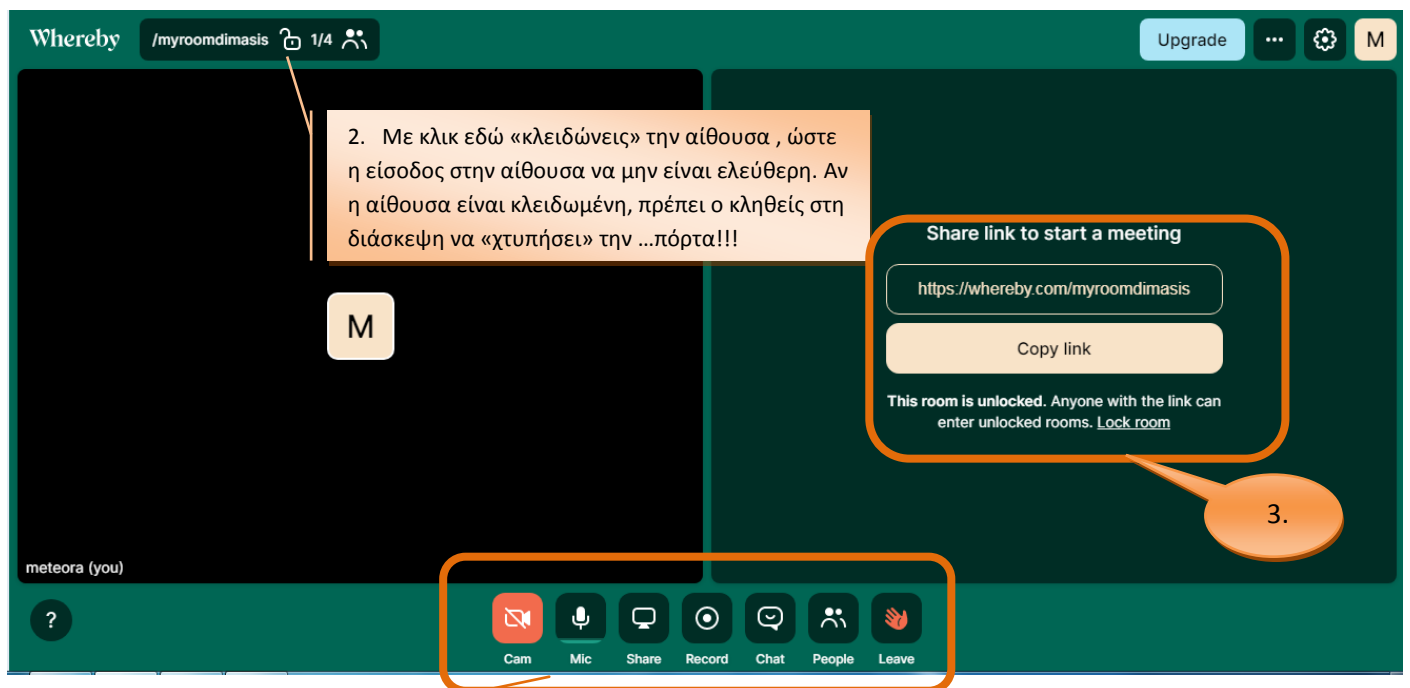 Whereby /myroomdimasis 1/4 Upgrade ... M
2. Με κλικ εδώ «κλειδώνεις» την αίθουσα , ώστε
η είσοδος στην αίθουσα να μην είναι ελεύθερη. Αν
η αίθουσα είναι κλειδωμένη, πρέπει ο κληθείς στη
διάσκεψη να «χτυπήσει» την ...πόρτα!!!
M
Share link to start a meeting
https://whereby.com/myroomdimasis
Copy link
This room is unlocked. Anyone with the link can
enter unlocked rooms. Lock room
3.
meteora (you)
?
Cam Mic Share Record Chat People Leave